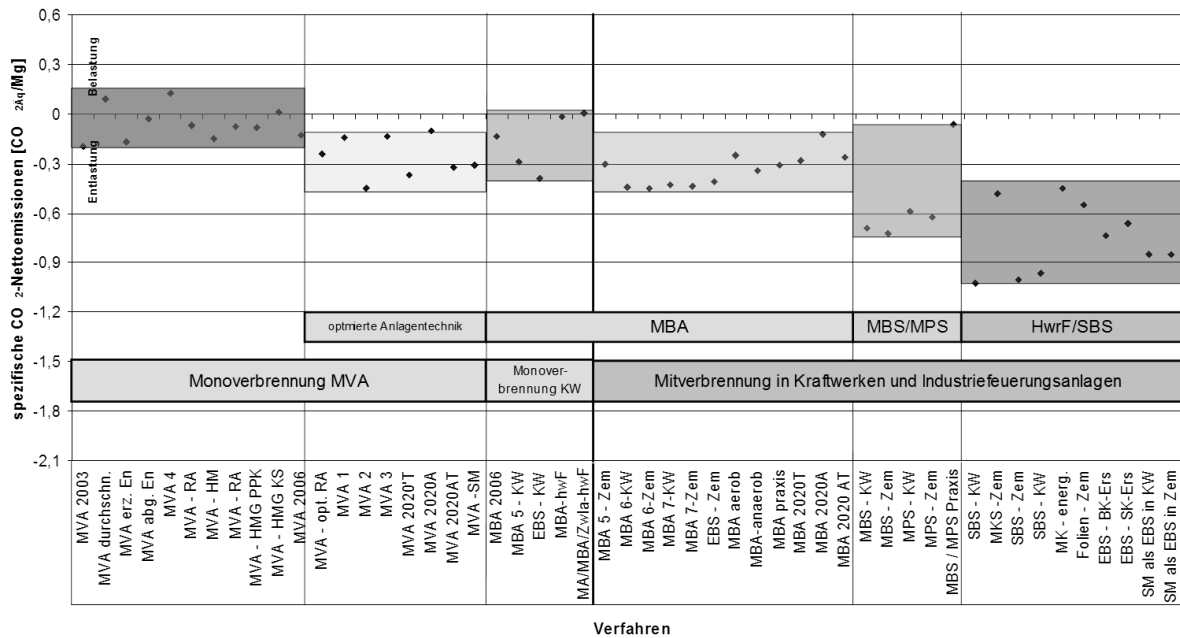 spezifische CO 2-Nettoemissionen [CO 2Äq/Mg]
0,6
0,3
0
-0,3
-0,6
-0,9
-1,2
-1,5
-1,8
-2,1
Belastung
Entlastung
optmierte Anlagentechnik
MBA
MBS/MPS
HwrF/SBS
Monoverbrennung MVA
Monover-
brennung KW
Mitverbrennung in Kraftwerken und Industriefeuerungsanlagen
MVA 2003
MVA durchschn.
MVA erz. En
MVA abg. En
MVA 4
MVA - RA
MVA - HM
MVA - RA
MVA - HMG PPK
MVA - HMG KS
MVA 2006
MVA - opt. RA
MVA 1
MVA 2
MVA 3
MVA 2020'T
MVA 2020A
MVA 2020AT
MVA -SM
MBA 2006
MBA 5 - KW
EBS - KW
MBA-hwF
MA/MBA/Zwla-hwF
MBA 5 - Zem
MBA 6-KW
MBA 6-Zem
MBA 7-KW
MBA 7-Zem
EBS - Zem
MBA aerob
MBA-anaerob
MBA praxis
MBA 2020T
MBA 2020A
MBA 2020 AT
MBS - KW
MBS - Zem
MPS - KW
MPS - Zem
MBS / MPS Praxis
SBS - KW
MKS - Zem
SBS - Zem
SBS - KW
MK - energ.
Folien - Zem
EBS - BK-Ers
EBS - SK-Ers
SM als EBS in KW
SM als EBS in Zem
Verfahren